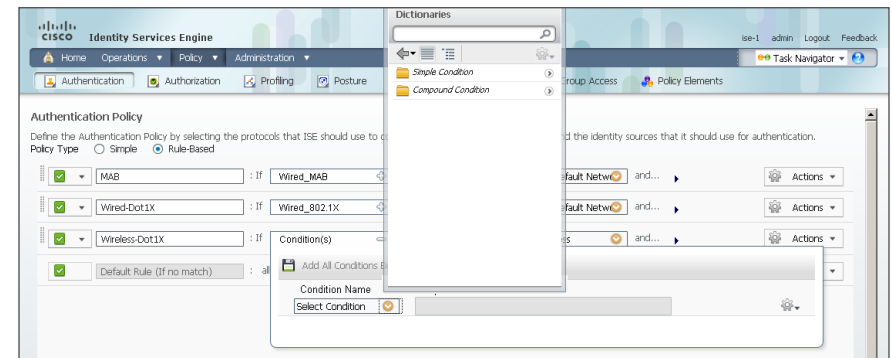 Dictionaries
CISCO Identity Services Engine
ise-1 admin Logout Feedback
Home Operations Policy Administration
Task Navigator
Simple Condition
Compound Condition
Authentication Authorization Profiling Posture Group Access Policy Elements
Authentication Policy
Define the Authentication Policy by selecting the protocols that ISE should use to d the identity sources that it should use for authentication.
Policy Type Simple Rule-Based
MAB : If Wired_MAB efault Netw and... Actions
Wired-Dot1X : If Wired_802.1X efault Netw and... Actions
Wireless-Dot1X : If Condition(s) ss and... Actions
Default Rule (If no match) : al
Add All Conditions B
Condition Name
Select Condition